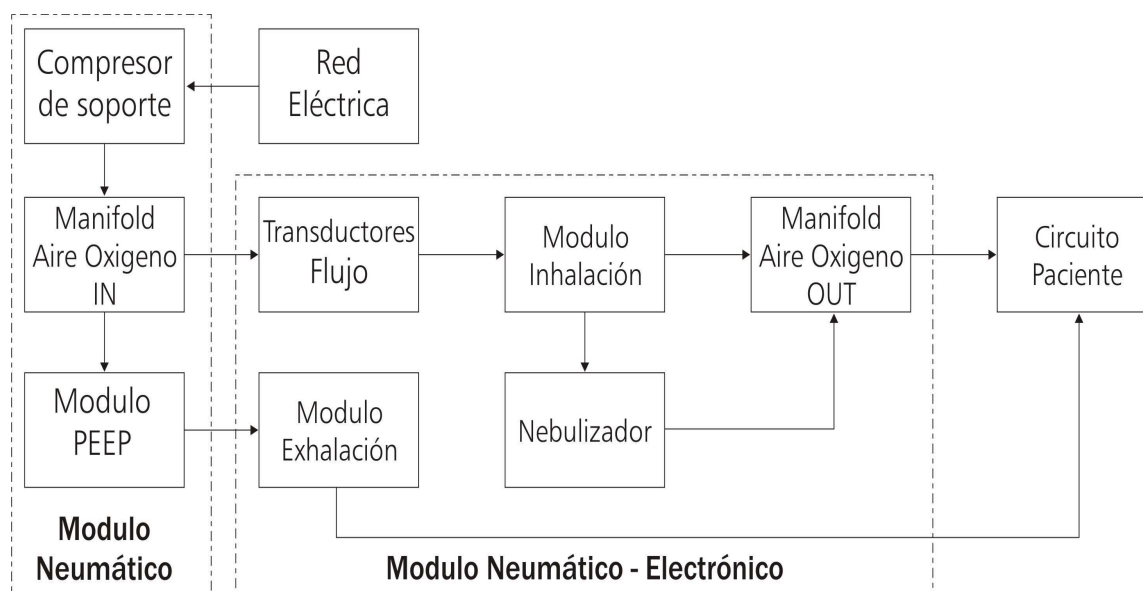 Compresor
de soporte
Red
Eléctrica
Manifold
Aire Oxigeno
IN
Transductores
Flujo
Modulo
Inhalación
Manifold
Aire Oxigeno
OUT
Circuito
Paciente
Modulo
PEEP
Modulo
Exhalación
Nebulizador
Modulo
Neumático
Modulo Neumático - Electrónico